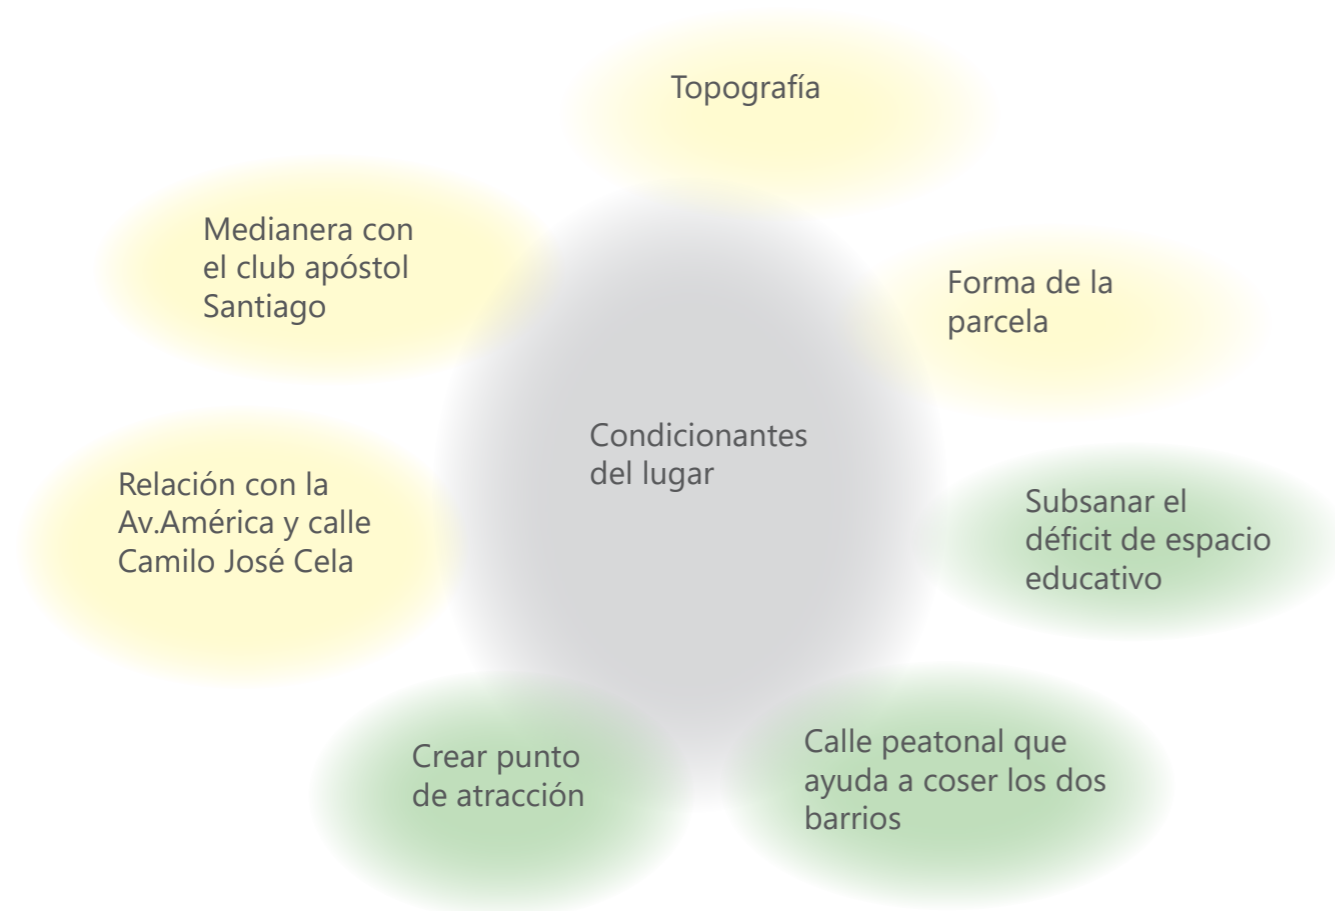 Topografía
Medianera con
el club apóstol
Santiago
Forma de la
parcela
Condicionantes
del lugar
Relación con la
Av.América y calle
Camilo José Cela
Subsanar el
déficit de espacio
educativo
Crear punto
de atracción
Calle peatonal que
ayuda a coser los dos
barrios